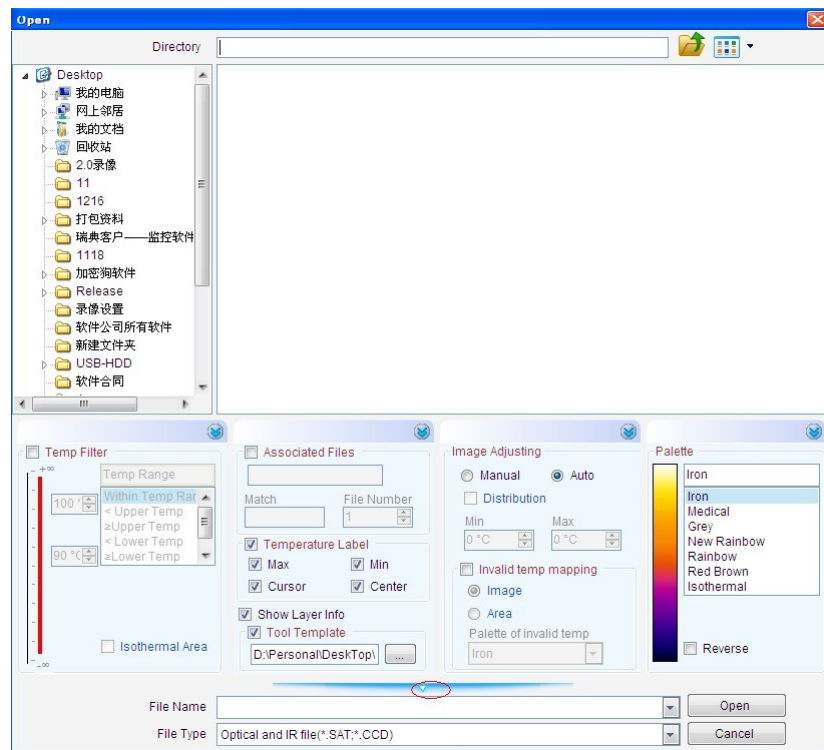 Open
Directory
Desktop
我的电脑
网上邻居
我的文档
回收站
2.0录像
11
1216
打包资料
瑞典客户——监控软件
1118
加密狗软件
Release
录像设置
软件公司所有软件
新建文件夹
USB-HDD
软件合同
Temp Filter
+∞
Temp Range
100 °
Within Temp Rar
< Upper Temp
≥Upper Temp
< Lower Temp
90 °C
≥Lower Temp
Isothermal Area
-∞
Associated Files
Match File Number
1
Temperature Label
Max Min
Cursor Center
Show Layer Info
Tool Template
D:\Personal\DeskTop\ ...
Image Adjusting
Manual Auto
Distribution
Min Max
0 °C 0 °C
Invalid temp mapping
Image
Area
Palette of invalid temp
Iron
Palette
Iron
Iron
Medical
Grey
New Rainbow
Rainbow
Red Brown
Isothermal
Reverse
File Name Open
File Type Optical and IR file(*.SAT;*.CCD) Cancel